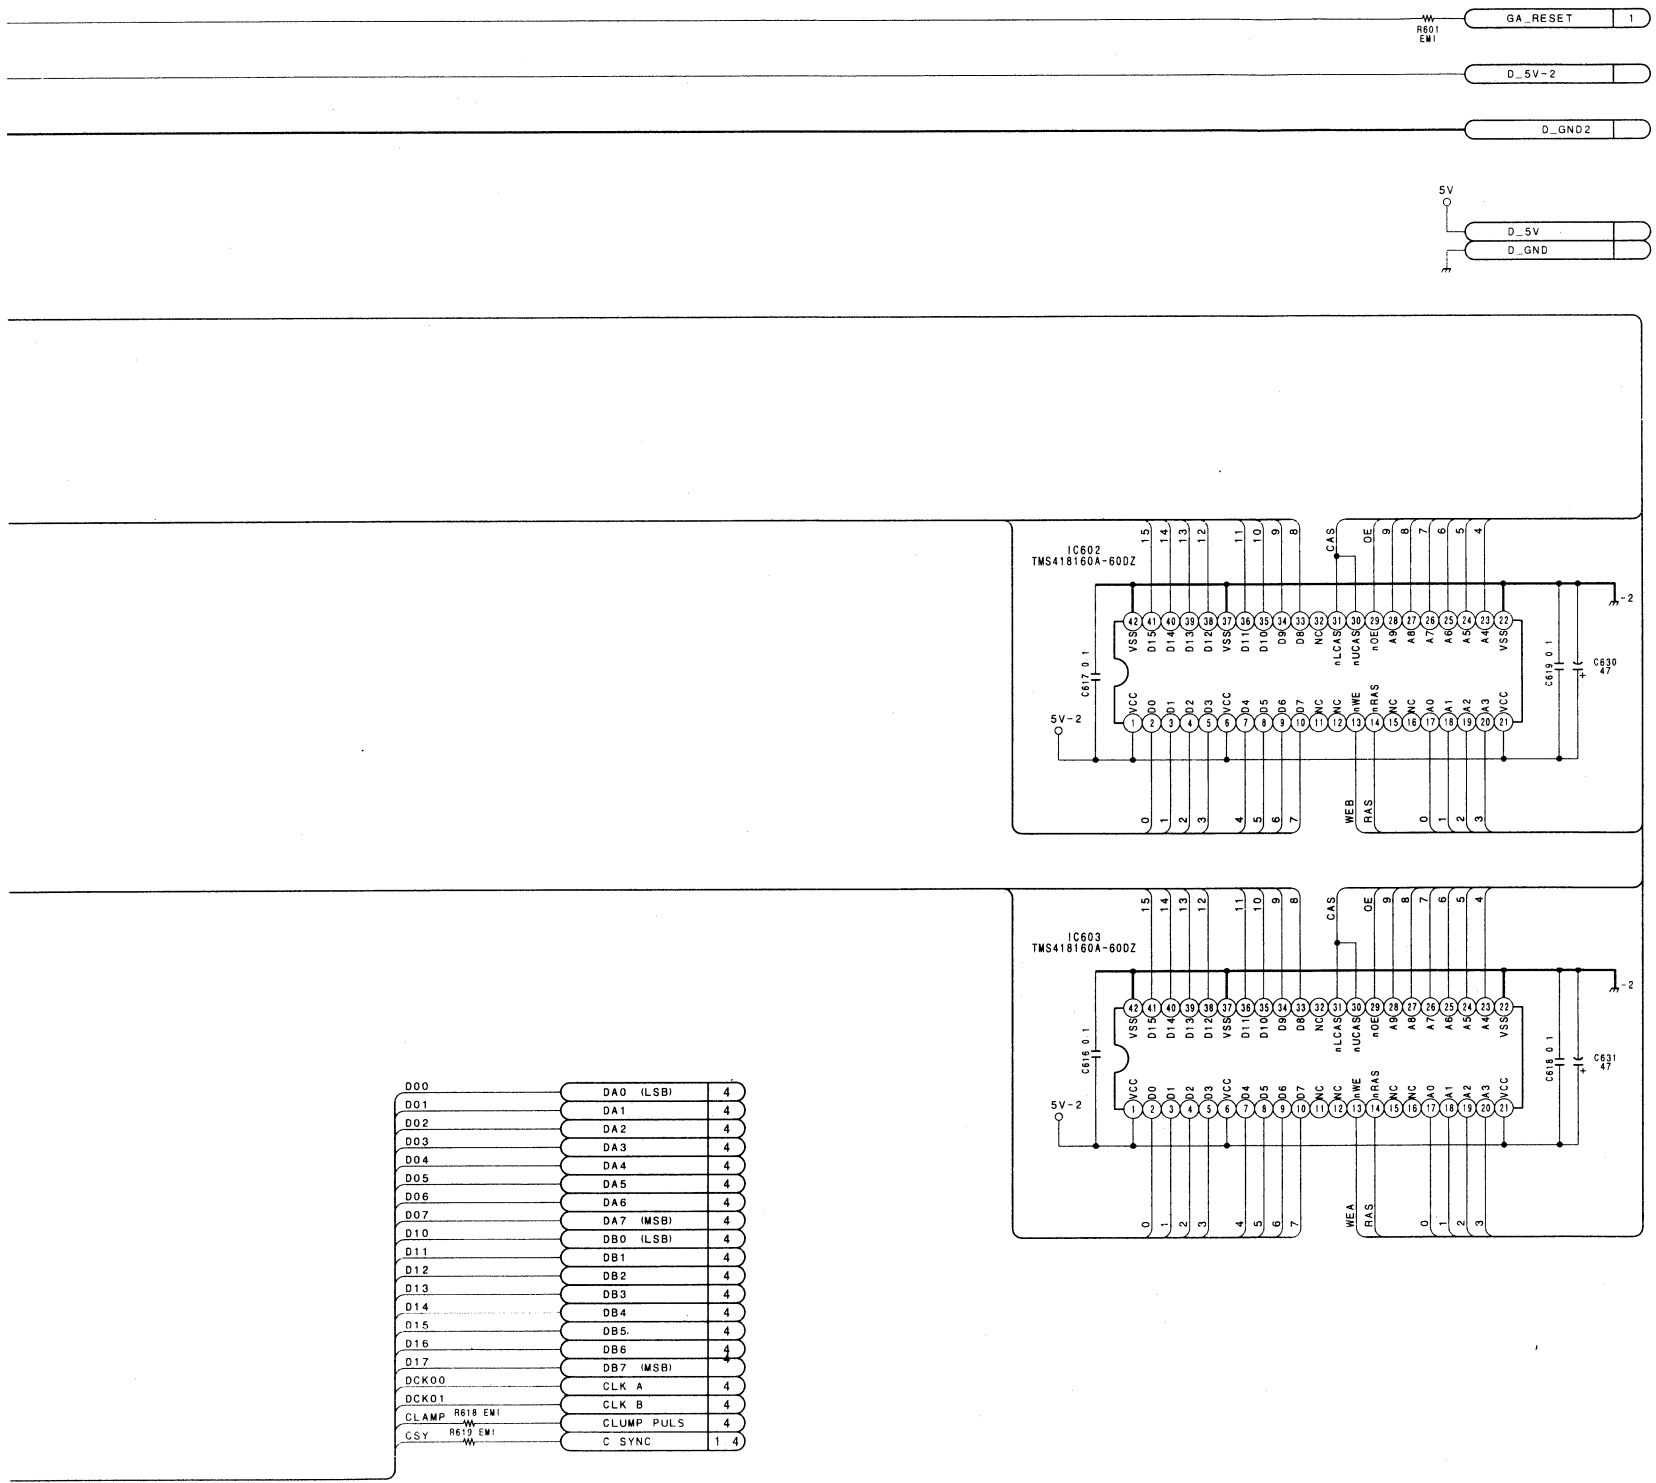 GA_RESET 1
R601
EMI
D_5V-2
D_GND2
5V
D_5V
D_GND
15 14 13 12 11 10 9 8 CAS OE 9 8 7 6 5 4
IC602
TMS418160A-60DZ
-2
42 41 40 39 38 37 36 35 34 33 32 31 30 29 28 27 26 25 24 23 22
VSS D15 D14 D13 D12 VSS D11 D10 D9 D8 NC nLCAS nUCAS nOE A9 A8 A7 A6 A5 A4 VSS
C617 0.1
C619 0.1
C630
47
+
VCC D0 D1 D2 D3 VCC D4 D5 D6 D7 NC NC nWE nRAS NC NC A0 A1 A2 A3 VCC
5V-2
1 2 3 4 5 6 7 8 9 10 11 12 13 14 15 16 17 18 19 20 21
0 1 2 3 4 5 6 7 WEB RAS 0 1 2 3
15 14 13 12 11 10 9 8 CAS OE 9 8 7 6 5 4
IC603
TMS418160A-60DZ
-2
42 41 40 39 38 37 36 35 34 33 32 31 30 29 28 27 26 25 24 23 22
VSS D15 D14 D13 D12 VSS D11 D10 D9 D8 NC nLCAS nUCAS nOE A9 A8 A7 A6 A5 A4 VSS
C616 0.1
C618 0.1
C631
47
+
VCC D0 D1 D2 D3 VCC D4 D5 D6 D7 NC NC nWE nRAS NC NC A0 A1 A2 A3 VCC
5V-2
1 2 3 4 5 6 7 8 9 10 11 12 13 14 15 16 17 18 19 20 21
0 1 2 3 4 5 6 7 WEA RAS 0 1 2 3
D00 DA0 (LSB) 4
D01 DA1 4
D02 DA2 4
D03 DA3 4
D04 DA4 4
D05 DA5 4
D06 DA6 4
D07 DA7 (MSB) 4
D10 DB0 (LSB) 4
D11 DB1 4
D12 DB2 4
D13 DB3 4
D14 DB4 4
D15 DB5 4
D16 DB6 4
D17 DB7 (MSB) 4
DCK00 CLK A 4
DCK01 CLK B 4
CLAMP R618 EMI CLUMP PULS 4
CSY R619 EMI C SYNC 1 4